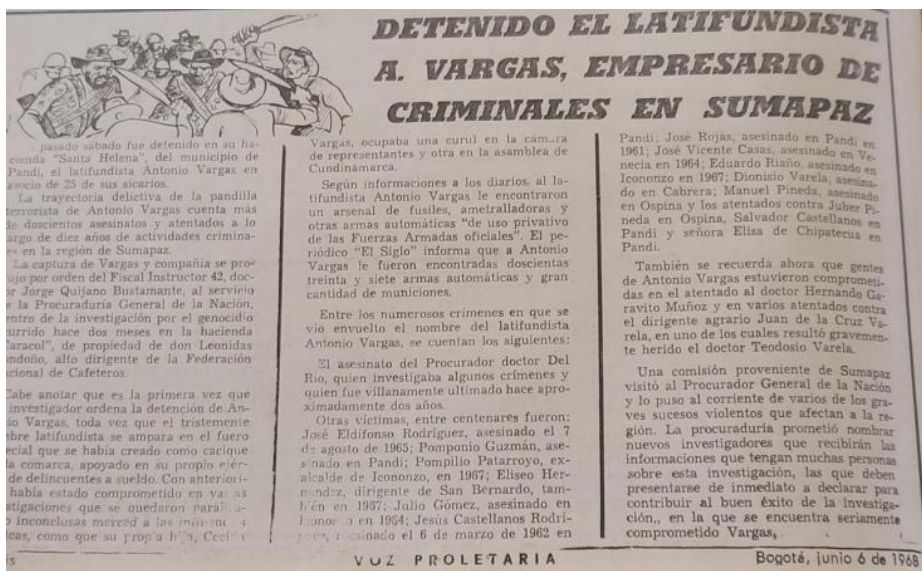 DETENIDO EL LATIFUNDISTA
A. VARGAS, EMPRESARIO DE
CRIMINALES EN SUMAPAZ
pasado sabado fue detenido en su ha-
cienda "Santa Helena", del municipio de
Pandi, el latifundista Antonio Vargas en
asocio de 25 de sus sicarios.
La trayectoria delictiva de la pandilla
terrorista de Antonio Vargas cuenta más
de doscientos asesinatos y atentados a lo
largo de diez años de actividades crimina-
es en la región de Sumapaz.
La captura de Vargas y compañía se pro-
dujo por orden del Fiscal Instructor 42, doc-
or Jorge Quijano Bustamante, al servicio
e la Procuraduría General de la Nación,
entro de la investigación por el genocidio
currido hace dos meses en la hacienda
Caracol", de propiedad de don Leonidas
ondoño, alto dirigente de la Federación
cional de Cafeteros.
Cabe anotar que es la primera vez que
investigador ordena la detención de An-
io Vargas, toda vez que el tristemente
ebre latifundista se ampara en el fuero
ecial que se había creado como cacique
la comarca, apoyado en su propio ejér-
de delincuentes a sueldo. Con anteriori-
había estado comprometido en
stigaciones que se quedaron
o inconclusas merced a las
icas, como que su propia
Vargas, ocupaba una curul en la cámara
de representantes y otra en la asamblea de
Cundinamarca.
Según informaciones a los diarios, al la-
tifundista Antonio Vargas le encontraron
un arsenal de fusiles, ametralladoras y
otras armas automáticas "de uso privativo
de las Fuerzas Armadas oficiales". El pe-
riódico "El Siglo" informa que a Antonio
Vargas le fueron encontradas doscientas
treinta y siete armas automáticas y gran
cantidad de municiones.
Entre los numerosos crímenes en que se
vio envuelto el nombre del latifundista
Antonio Vargas, se cuentan los siguientes:
El asesinato del Procurador doctor Del
Río, quien investigaba algunos crímenes y
quien fue villanamente ultimado hace apro-
ximadamente dos años.
Otras víctimas, entre centenares fueron:
José Eldifonso Rodríguez, asesinado el 7
de agosto de 1965; Pomponio Guzmán, ase-
sinado en Pandi; Pompilio Patarroyo, ex-
alcalde de Icononzo, en 1967; Eliseo Her-
nández, dirigente de San Bernardo, tam-
bién en 1967; Julio Gómez, asesinado en
Icononzo en 1964; Jesús Castellanos Rodrí-
guez, asesinado el 6 de marzo de 1962 en
Pandi; José Rojas, asesinado en Pandi en
1961; José Vicente Casas, asesinado en Ve-
necia en 1964; Eduardo Riaño, asesinado en
Icononzo en 1967; Dionisio Varela, asesina-
do en Cabrera; Manuel Pineda, asesinado
en Ospina y los atentados contra Juber Pi-
neda en Ospina, Salvador Castellanos en
Pandi y señora Elisa de Chipatecua en
Pandi.
También se recuerda ahora que gentes
de Antonio Vargas estuvieron comprometi-
das en el atentado al doctor Hernando Ga-
ravito Muñoz y en varios atentados contra
el dirigente agrario Juan de la Cruz Va-
rela, en uno de los cuales resultó gravemen-
te herido el doctor Teodosio Varela.
Una comisión proveniente de Sumapaz
visitó al Procurador General de la Nación
y lo puso al corriente de varios de los gra-
ves sucesos violentos que afectan a la re-
gión. La procuraduría prometió nombrar
nuevos investigadores que recibirán las
informaciones que tengan muchas personas
sobre esta investigación, las que deben
presentarse de inmediato a declarar para
contribuir al buen éxito de la investiga-
ción,, en la que se encuentra seriamente
comprometido Vargas,
VOZ PROLETARIA
Bogotá, junio 6 de 1968